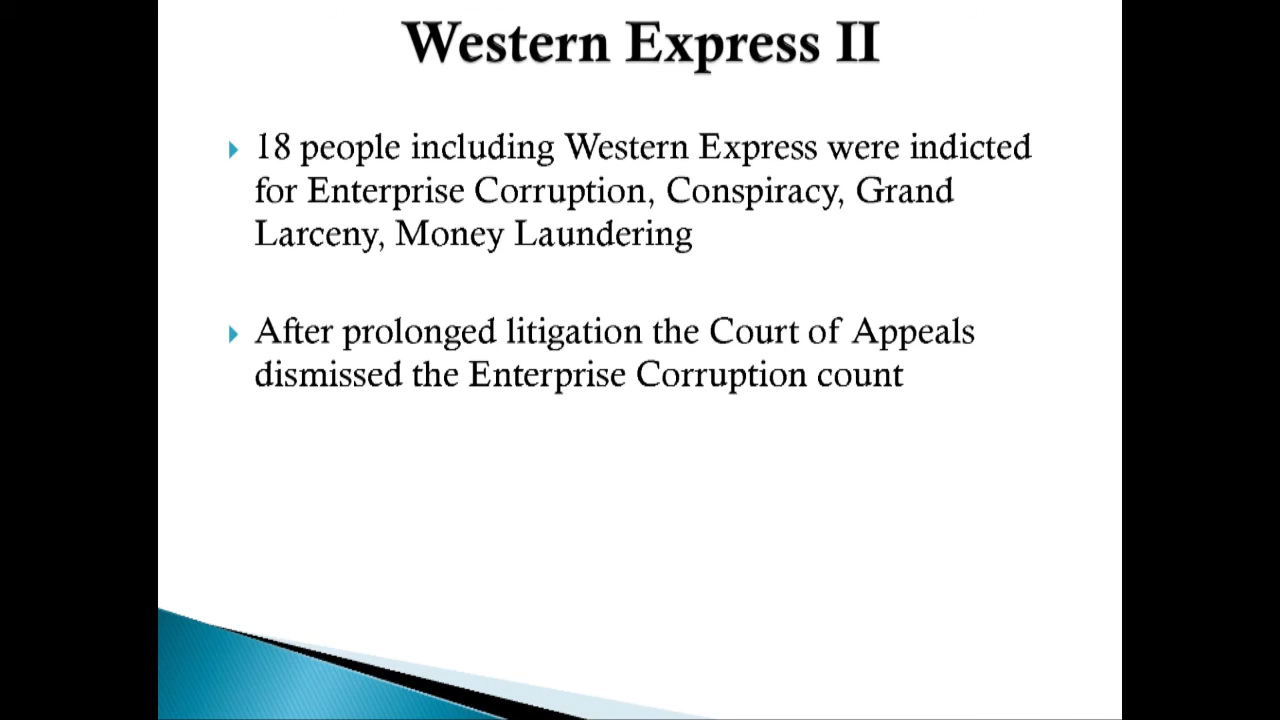 Western Express II
18 people including Western Express were indicted
for Enterprise Corruption, Conspiracy, Grand
Larceny, Money Laundering
After prolonged litigation the Court of Appeals
dismissed the Enterprise Corruption count